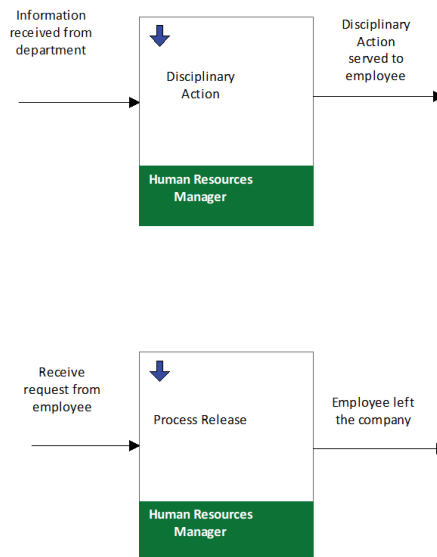 Information
received from
department
Disciplinary
Action
Disciplinary
Action
served to
employee
Human Resources
Manager
Receive
request from
employee
Process Release
Employee left
the company
Human Resources
Manager